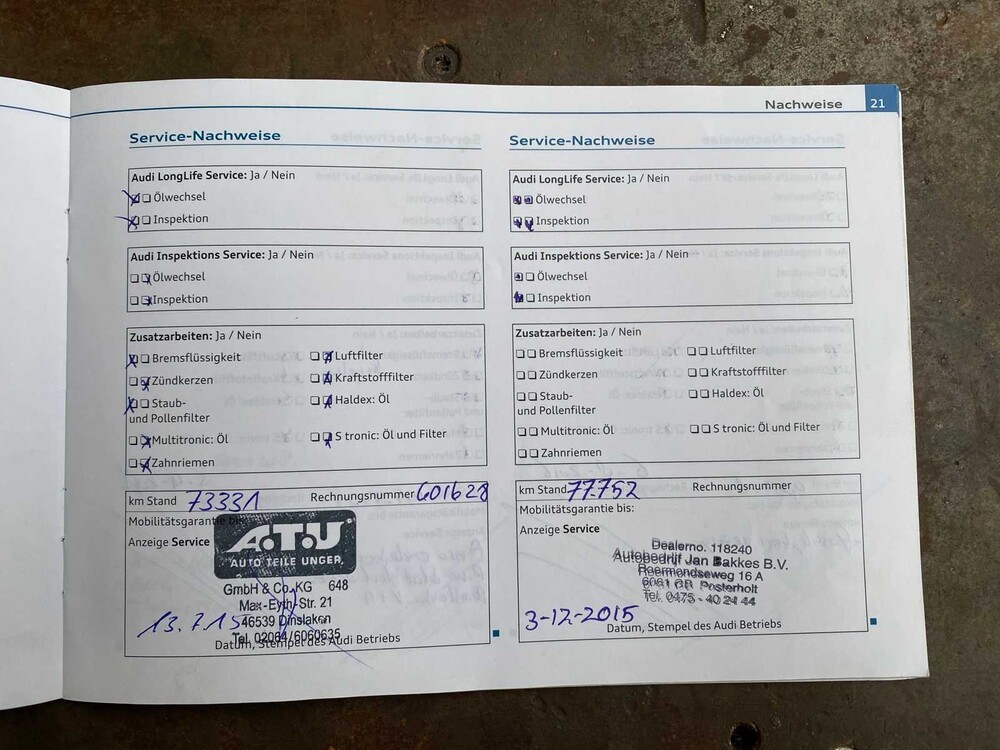 Nachweise 21
Service-Nachweise
Audi LongLife Service: Ja / Nein
Ölwechsel
Inspektion
Audi Inspektions Service: Ja / Nein
Ölwechsel
Inspektion
Zusatzarbeiten: Ja / Nein
Bremsflüssigkeit Luftfilter
Zündkerzen Kraftstofffilter
Staub- Haldex: Öl
und Pollenfilter
Multitronic: Öl S tronic: Öl und Filter
Zahnriemen
km Stand 73331 Rechnungsnummer 601628
Mobilitätsgarantie bis:
Anzeige Service
A.T.U
AUTO TEILE UNGER
GmbH & Co. KG 648
Max-Eyth-Str. 21
46539 Dinslaken
Tel. 02064/6060635
13.7.15
Datum, Stempel des Audi Betriebs
Service-Nachweise
Audi LongLife Service: Ja / Nein
Ölwechsel
Inspektion
Audi Inspektions Service: Ja / Nein
Ölwechsel
Inspektion
Zusatzarbeiten: Ja / Nein
Bremsflüssigkeit Luftfilter
Zündkerzen Kraftstofffilter
Staub- Haldex: Öl
und Pollenfilter
Multitronic: Öl S tronic: Öl und Filter
Zahnriemen
km Stand 77.752 Rechnungsnummer
Mobilitätsgarantie bis:
Anzeige Service
Dealerno. 118240
Autobedrijf Jan Bakkes B.V.
Roermondseweg 16 A
6061 GR Posterholt
Tel. 0475 - 40 24 44
3-12-2015
Datum, Stempel des Audi Betriebs